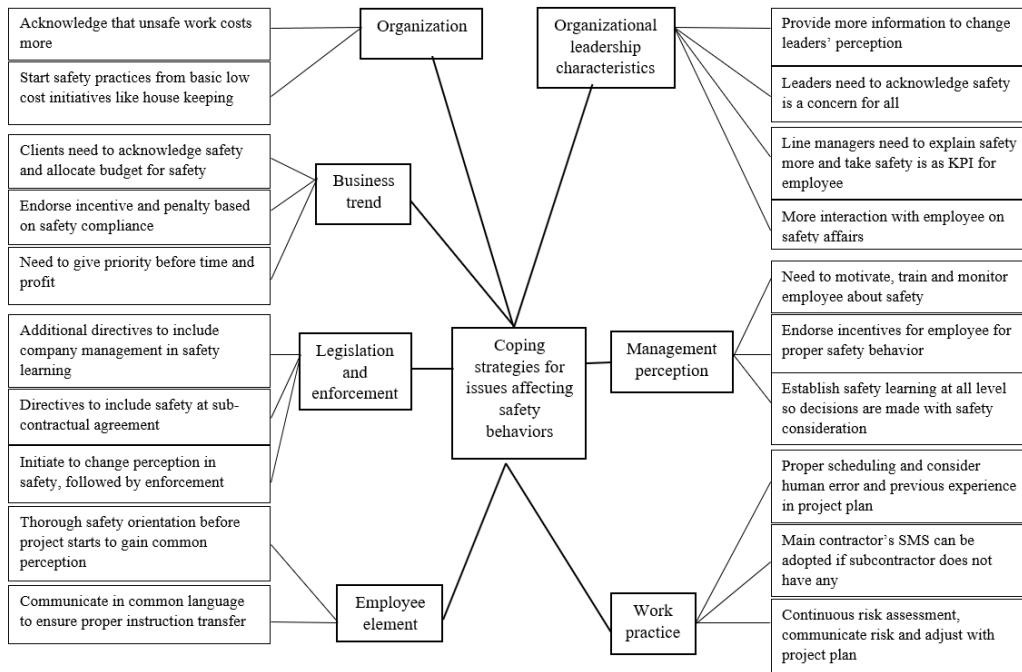 Acknowledge that unsafe work costs
more
Start safety practices from basic low
cost initiatives like house keeping
Organization
Organizational
leadership
characteristics
Provide more information to change
leaders' perception
Leaders need to acknowledge safety
is a concern for all
Line managers need to explain safety
more and take safety is as KPI for
employee
More interaction with employee on
safety affairs
Clients need to acknowledge safety
and allocate budget for safety
Endorse incentive and penalty based
on safety compliance
Need to give priority before time and
profit
Business
trend
Additional directives to include
company management in safety
learning
Directives to include safety at sub-
contractual agreement
Initiate to change perception in
safety, followed by enforcement
Legislation
and
enforcement
Coping
strategies for
issues affecting
safety
behaviors
Management
perception
Need to motivate, train and monitor
employee about safety
Endorse incentives for employee for
proper safety behavior
Establish safety learning at all level
so decisions are made with safety
consideration
Thorough safety orientation before
project starts to gain common
perception
Communicate in common language
to ensure proper instruction transfer
Employee
element
Work
practice
Proper scheduling and consider
human error and previous experience
in project plan
Main contractor's SMS can be
adopted if subcontractor does not
have any
Continuous risk assessment,
communicate risk and adjust with
project plan